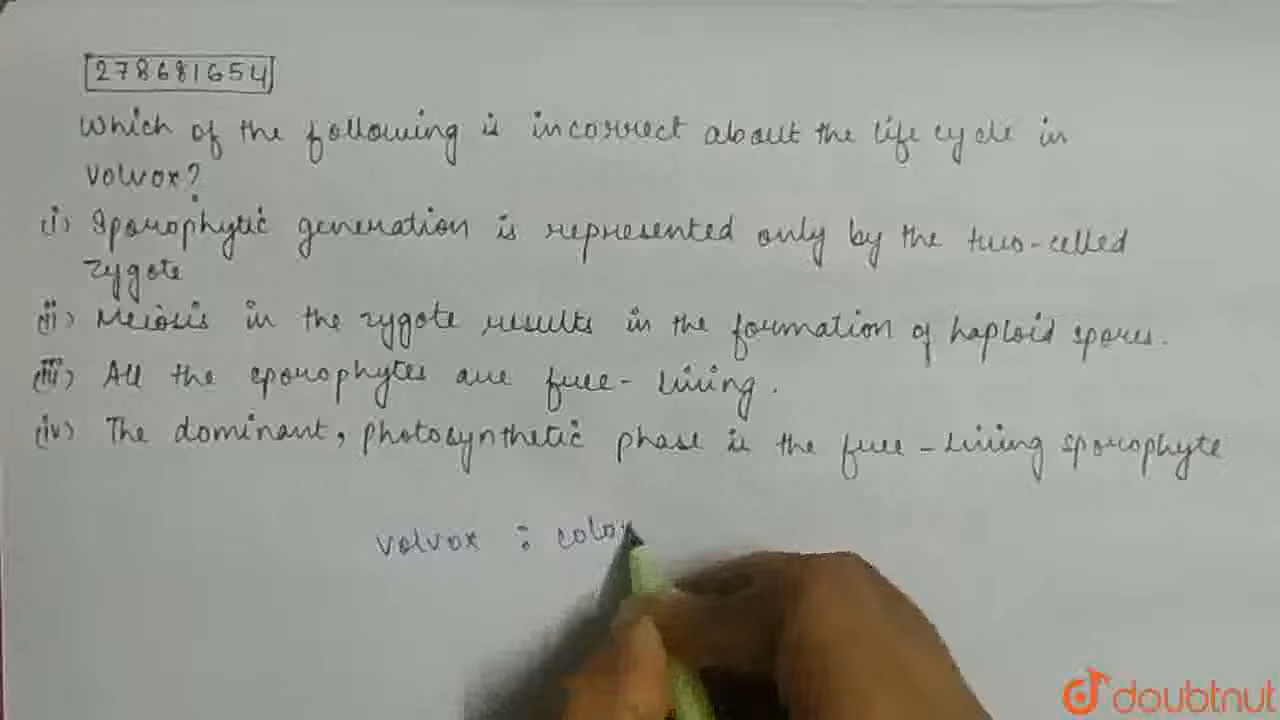 278681654
Which of the following is incorrect about the life cycle in
Volvox?
(i) Sporophytic generation is represented only by the two-celled
zygote
(ii) Meiosis in the zygote results in the formation of haploid spores.
(iii) All the sporophytes are free-living.
(iv) The dominant, photosynthetic phase is the free-living sporophyte
volvox : colo
doubtnut